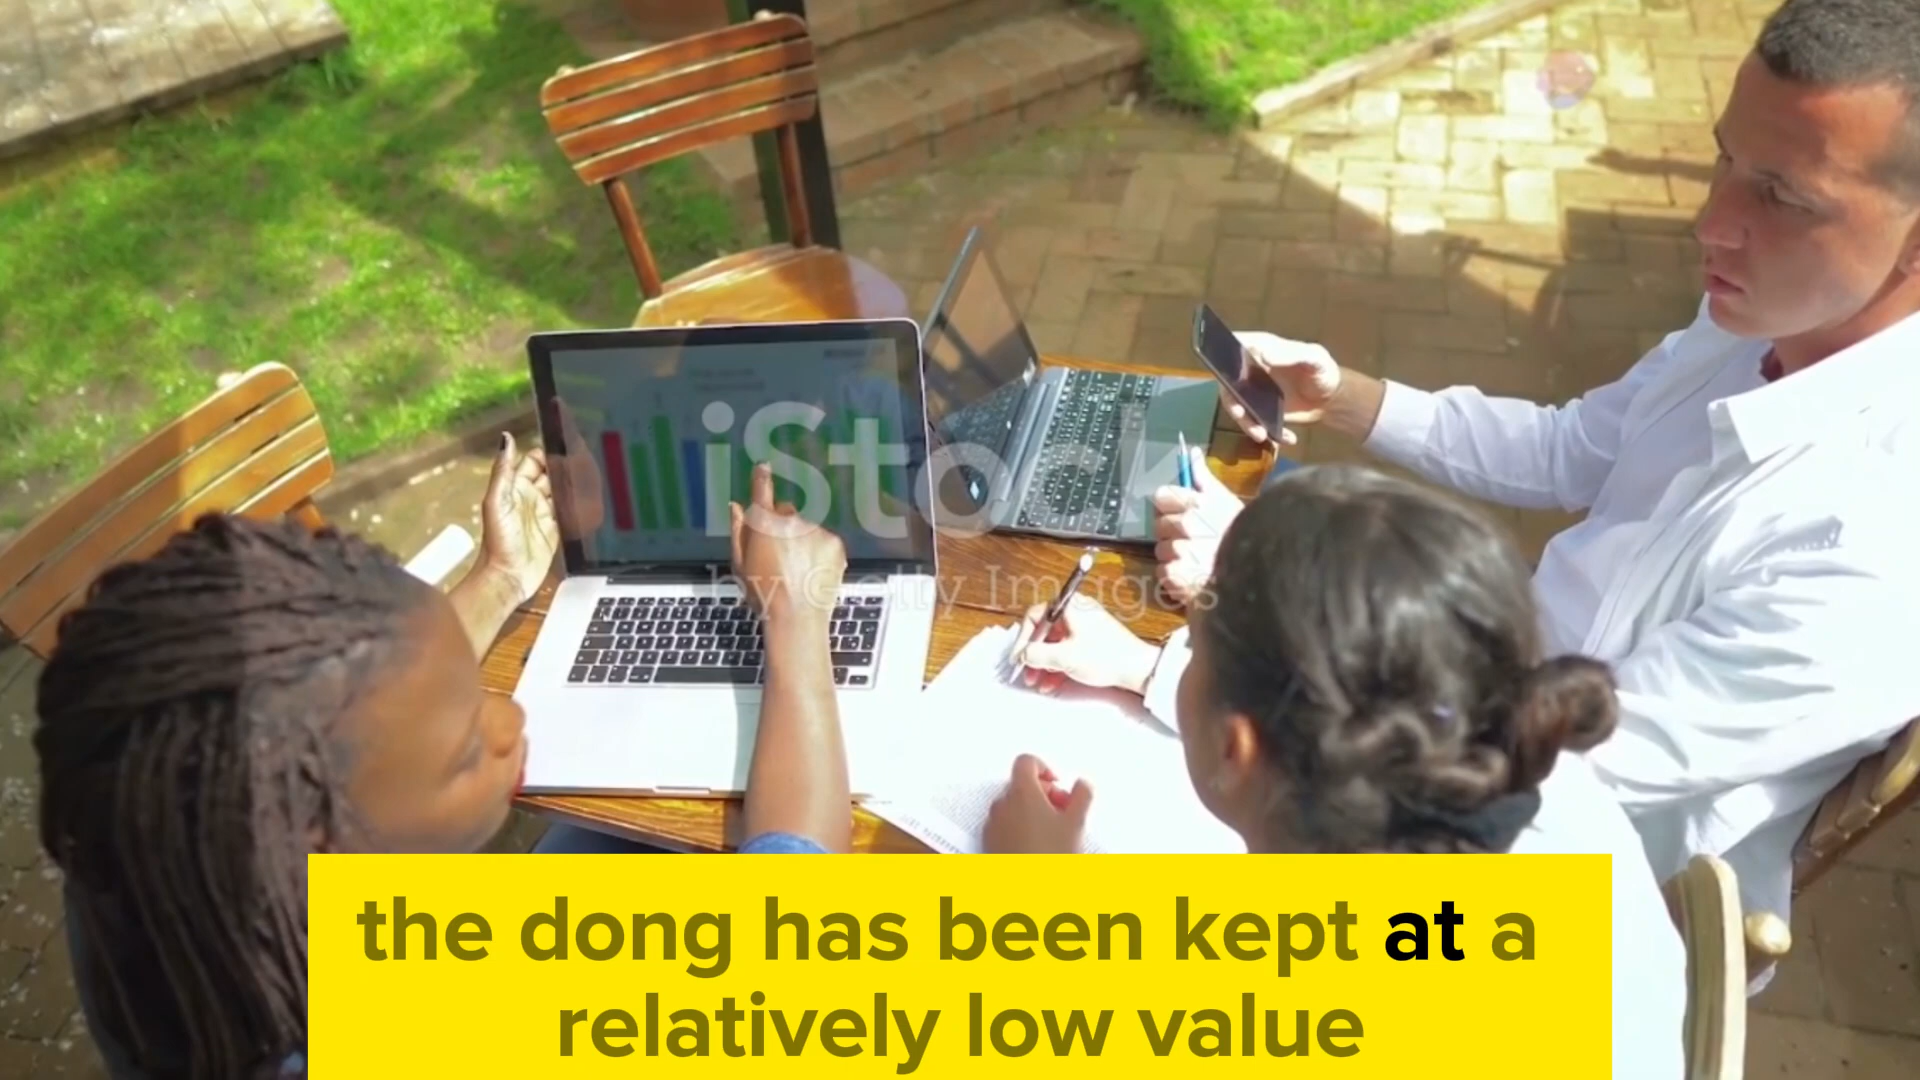 iStock
by Getty Images
the dong has been kept at a
relatively low value